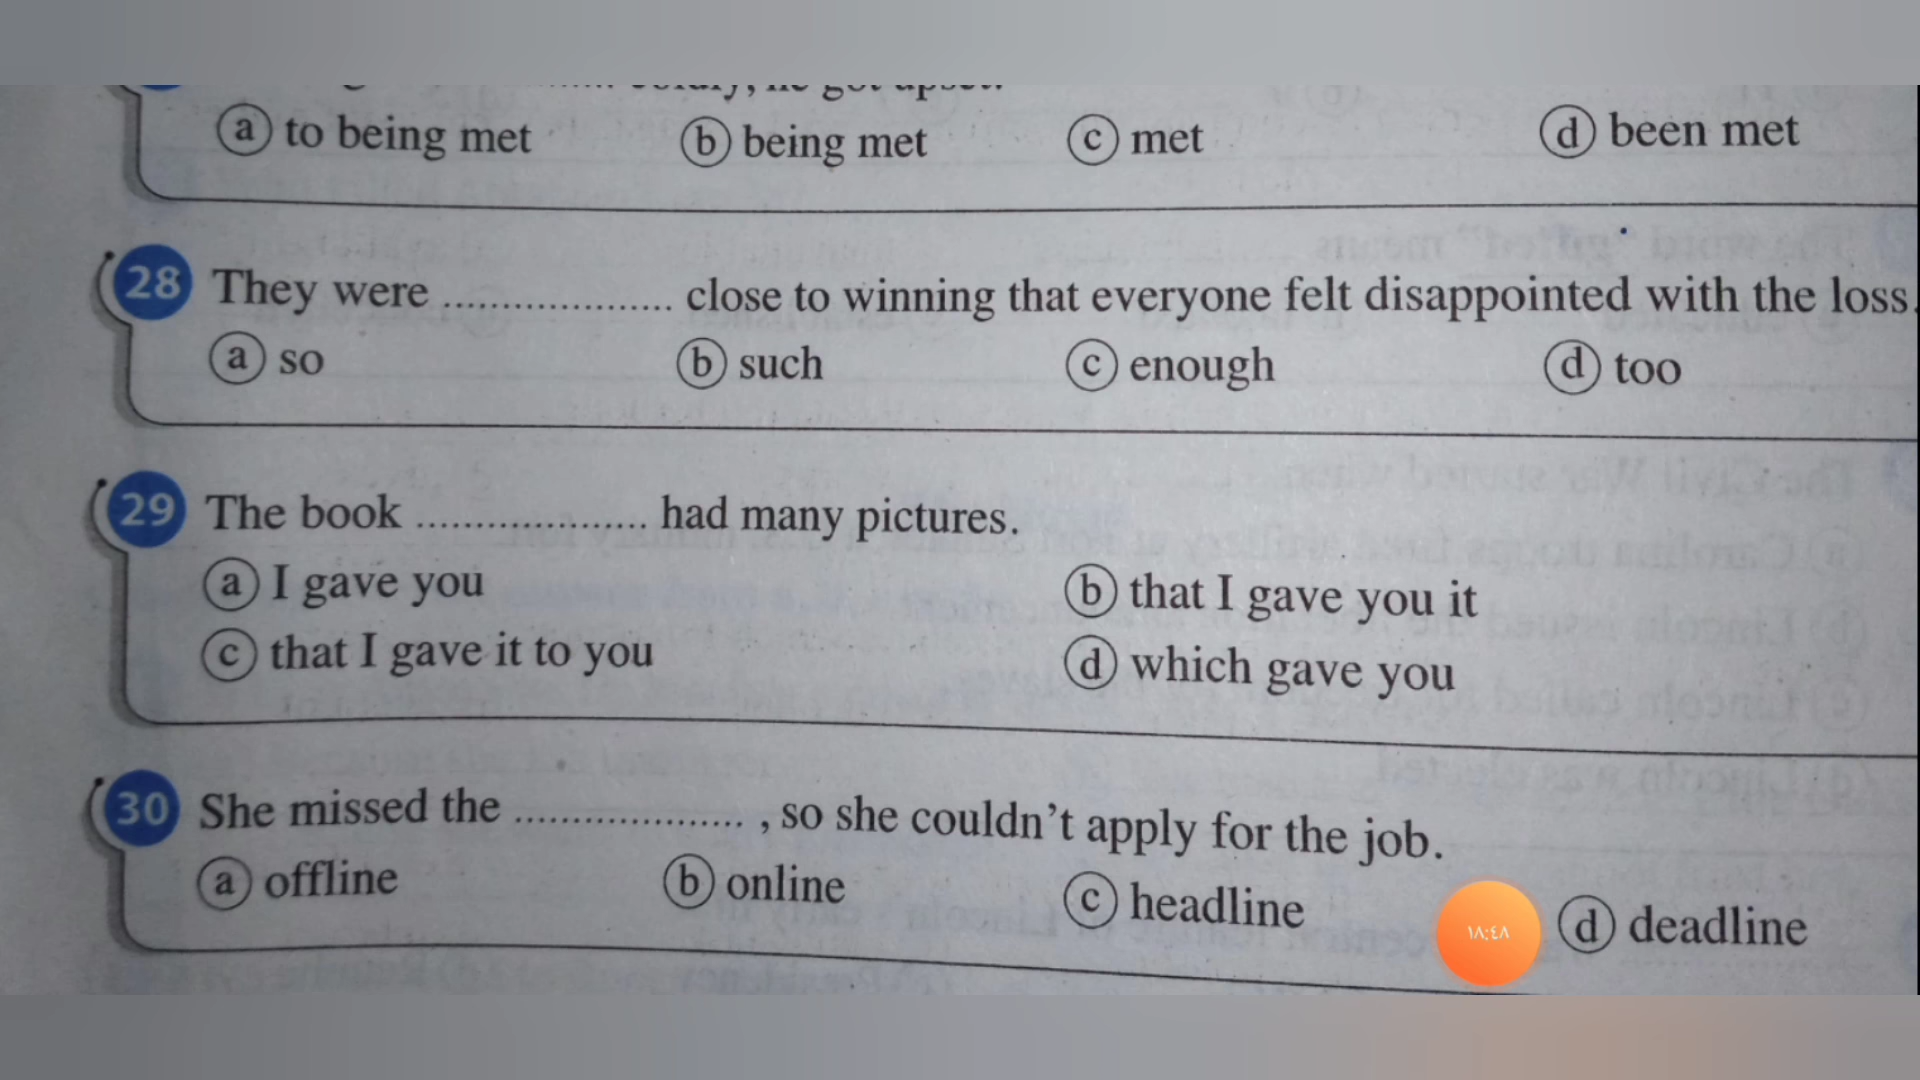 ⓐ to being met ⓑ being met ⓒ met ⓓ been met
28 They were .................... close to winning that everyone felt disappointed with the loss.
ⓐ so ⓑ such ⓒ enough ⓓ too
29 The book .................... had many pictures.
ⓐ I gave you ⓑ that I gave you it
ⓒ that I gave it to you ⓓ which gave you
30 She missed the .................... , so she couldn't apply for the job.
ⓐ offline ⓑ online ⓒ headline ⓓ deadline
١٨:٤٨